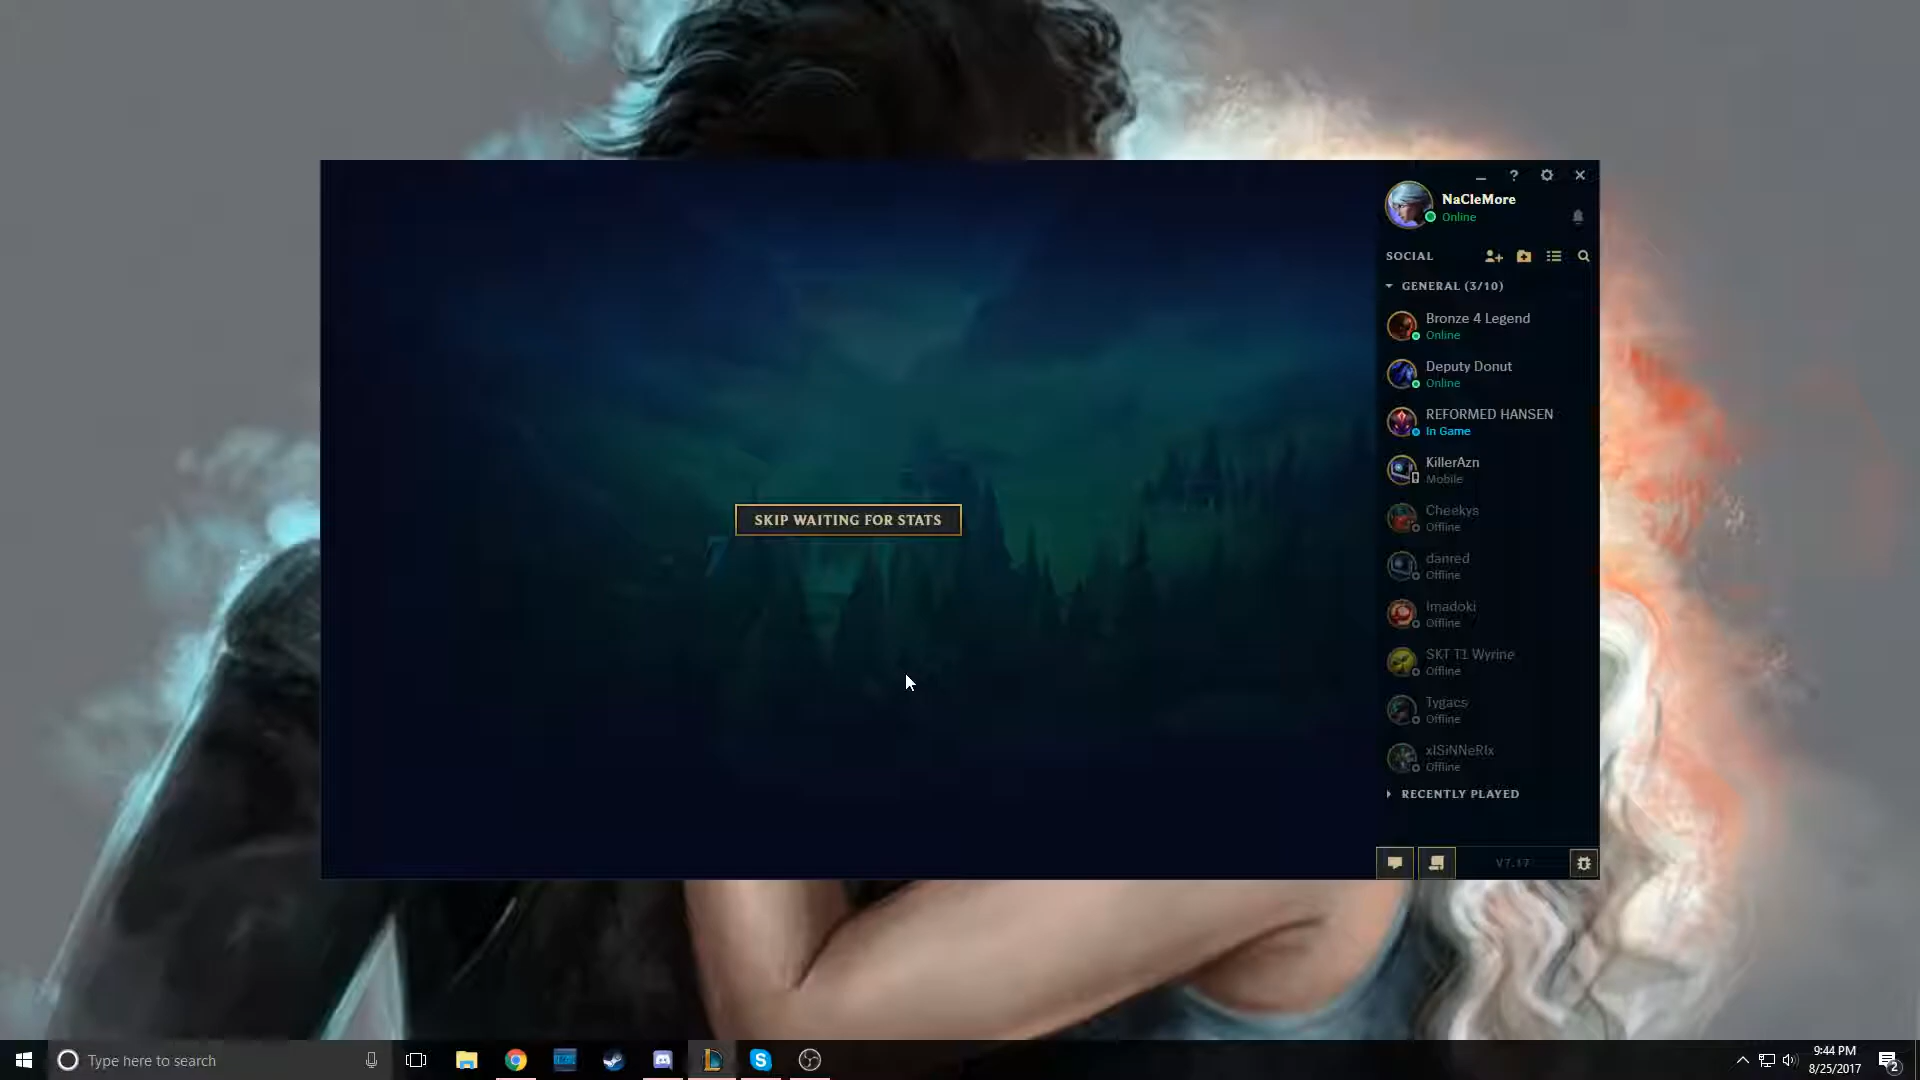 ?
NaCleMore
Online
SOCIAL
GENERAL (3/10)
Bronze 4 Legend
Online
Deputy Donut
Online
REFORMED HANSEN
In Game
KillerAzn
Mobile
Cheekys
Offline
danred
Offline
Imadoki
Offline
SKT T1 Wyrine
Offline
Tygacs
Offline
xISiNNeRIx
Offline
RECENTLY PLAYED
V7.17
SKIP WAITING FOR STATS
Type here to search
9:44 PM
8/25/2017
2